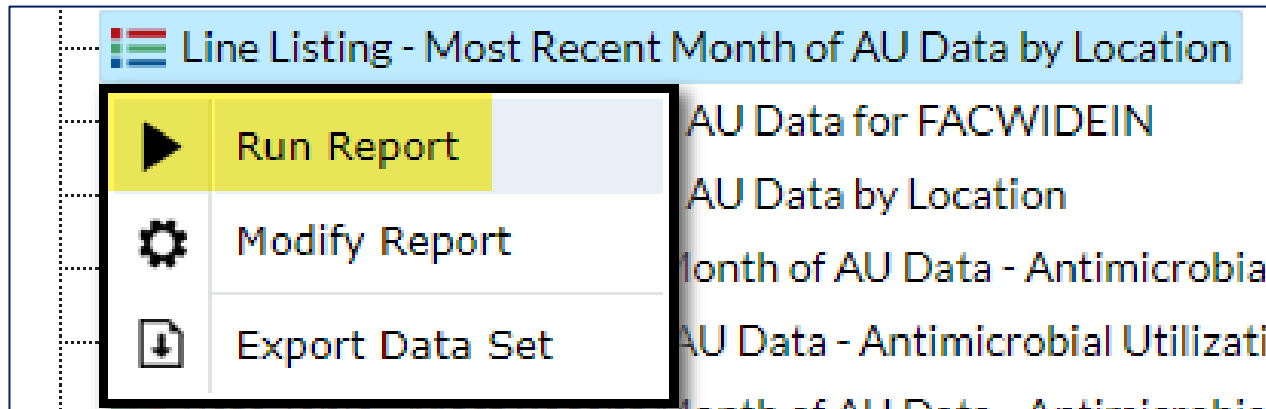 Line Listing - Most Recent Month of AU Data by Location
AU Data for FACWIDEIN
Run Report
AU Data by Location
Modify Report
of AU Data - Antimicrobia
Export Data Set
AU Data - Antimicrobial Utilizati